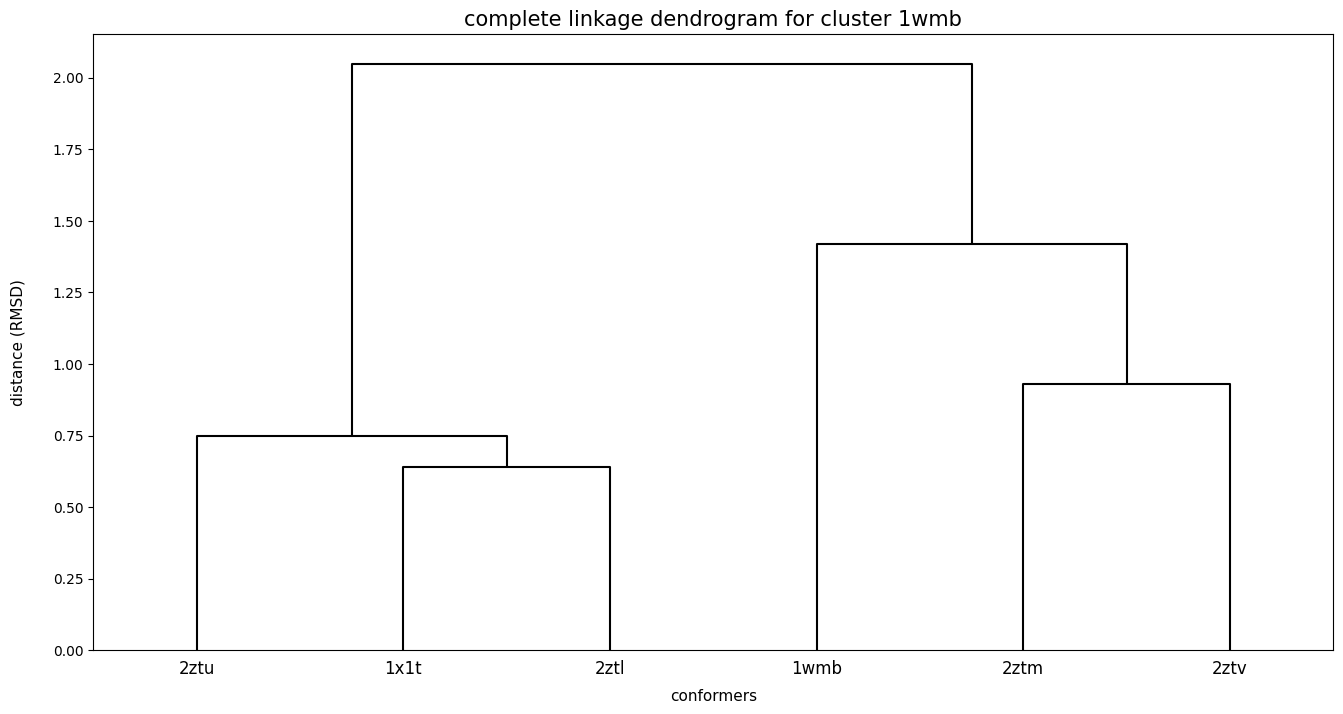 complete linkage dendrogram for cluster 1wmb
2.00
1.75
1.50
1.25
1.00
0.75
0.50
0.25
0.00
distance (RMSD)
2ztu 1x1t 2ztl 1wmb 2ztm 2ztv
conformers